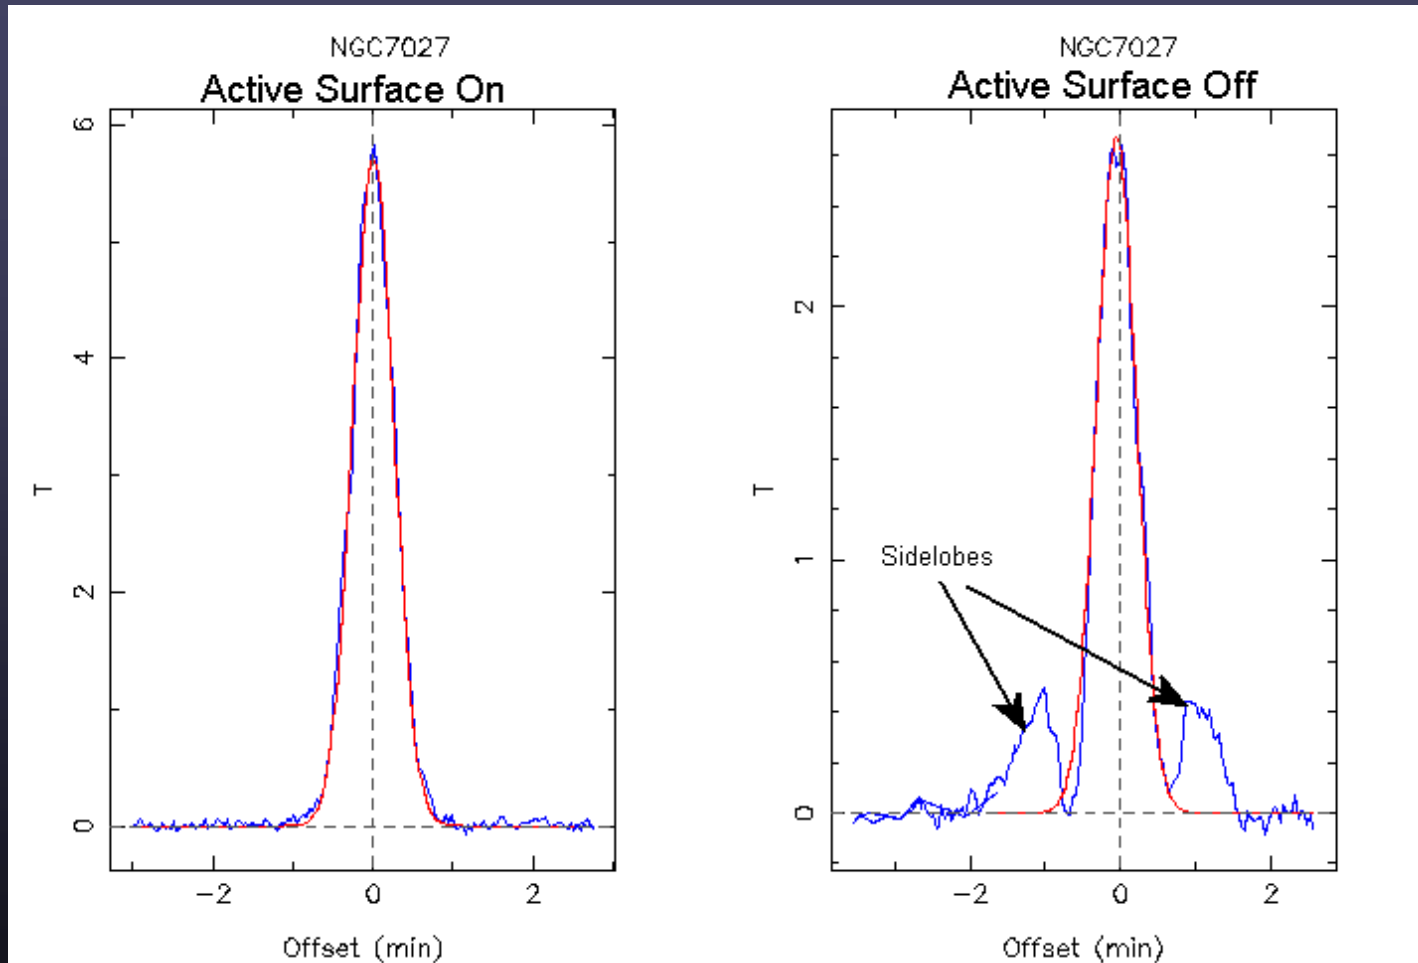 NGC7027
Active Surface On
6
4
2
0
T
−2 0 2
Offset (min)
NGC7027
Active Surface Off
2
1
0
T
Sidelobes
−2 0 2
Offset (min)